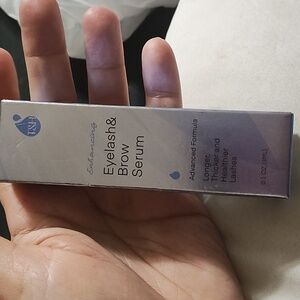 Enhancing
Eyelash&
Brow
Serum
Advanced Formula
Longer,
Thicker and
Healthier
Lashes